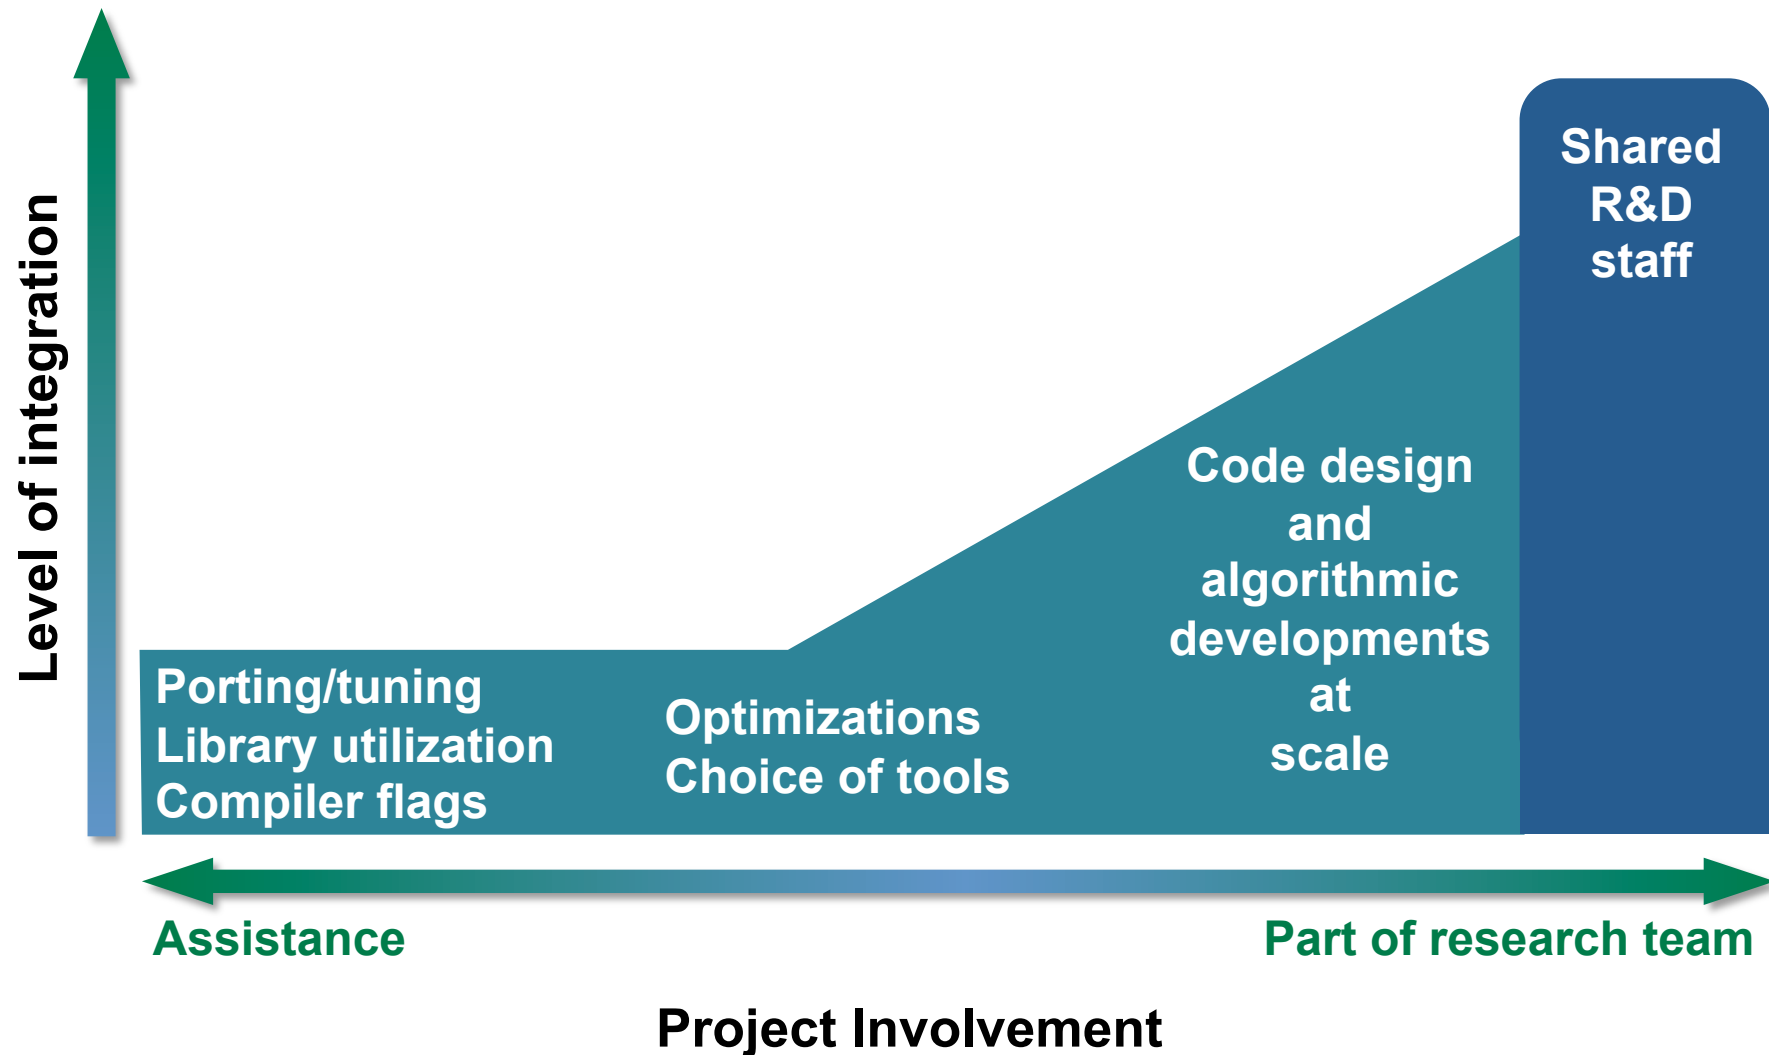 Level of integration
Shared
R&D
staff
Code design
and
algorithmic
developments
at
scale
Porting/tuning
Library utilization
Compiler flags
Optimizations
Choice of tools
Assistance
Part of research team
Project Involvement